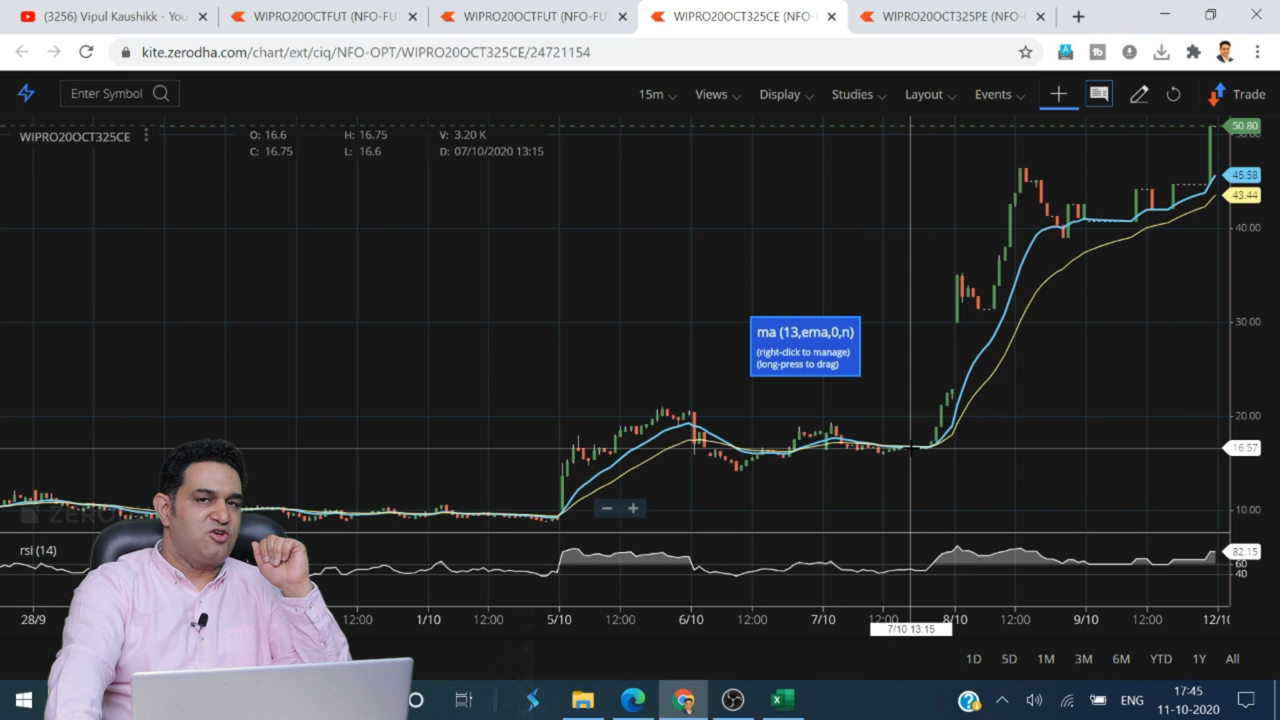 (3256) Vipul Kaushikk - You
WIPRO20OCTFUT (NFO-FUT
WIPRO20OCTFUT (NFO-FU
WIPRO20OCT325CE (NFO-
WIPRO20OCT325PE (NFO-
kite.zerodha.com/chart/ext/ciq/NFO-OPT/WIPRO20OCT325CE/24721154
Enter Symbol
15m
Views
Display
Studies
Layout
Events
Trade
WIPRO20OCT325CE
O: 16.6 H: 16.75 V: 3.20 K
C: 16.75 L: 16.6 D: 07/10/2020 13:15
50.80
45.58
43.44
40.00
30.00
20.00
16.57
10.00
ma (13,ema,0,n)
(right-click to manage)
(long-press to drag)
rsi (14)
82.15
60
40
28/9 12:00 1/10 12:00 5/10 12:00 6/10 12:00 7/10 12:00 8/10 12:00 9/10 12:00 12/10
7/10 13:15
1D 5D 1M 3M 6M YTD 1Y All
ENG
17:45
11-10-2020